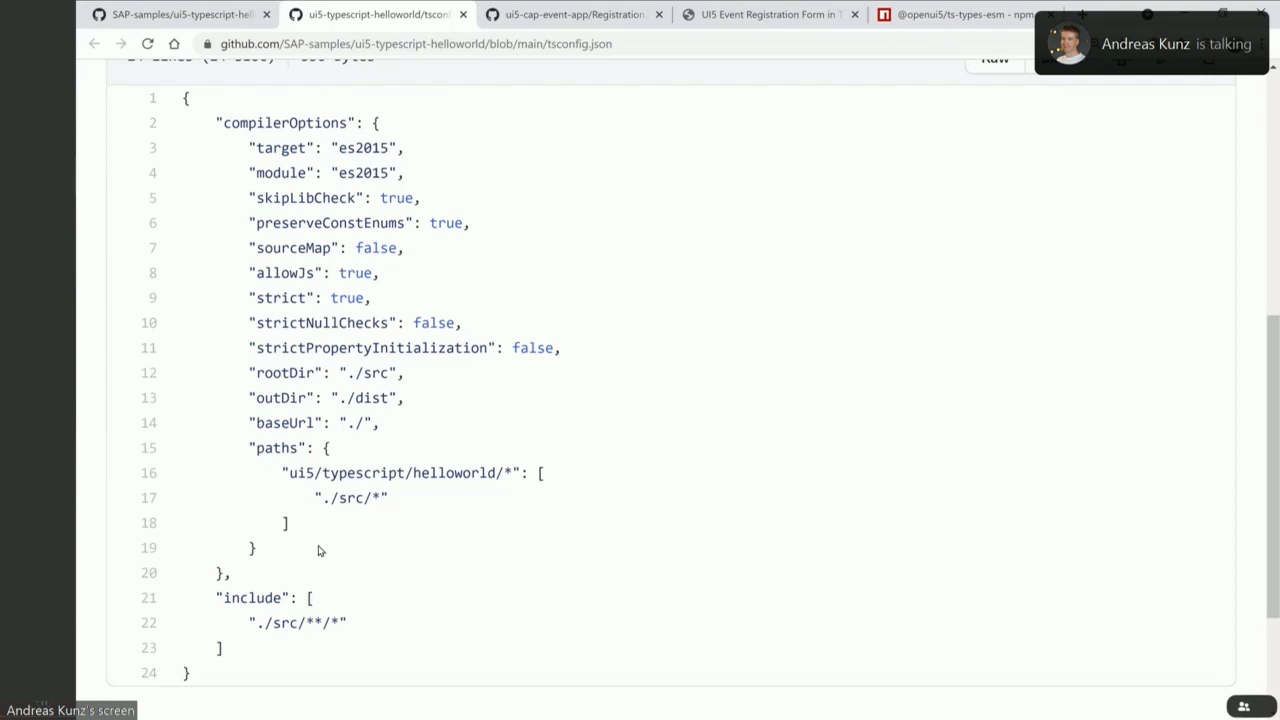 SAP-samples/ui5-typescript-hell
ui5-typescript-helloworld/tscon
ui5-cap-event-app/Registration.
UI5 Event Registration Form in T
@openui5/ts-types-esm - npm
github.com/SAP-samples/ui5-typescript-helloworld/blob/main/tsconfig.json
Andreas Kunz is talking
Raw
1 {
2 "compilerOptions": {
3 "target": "es2015",
4 "module": "es2015",
5 "skipLibCheck": true,
6 "preserveConstEnums": true,
7 "sourceMap": false,
8 "allowJs": true,
9 "strict": true,
10 "strictNullChecks": false,
11 "strictPropertyInitialization": false,
12 "rootDir": "./src",
13 "outDir": "./dist",
14 "baseUrl": "./",
15 "paths": {
16 "ui5/typescript/helloworld/*": [
17 "./src/*"
18 ]
19 }
20 },
21 "include": [
22 "./src/**/*"
23 ]
24 }
Andreas Kunz's screen